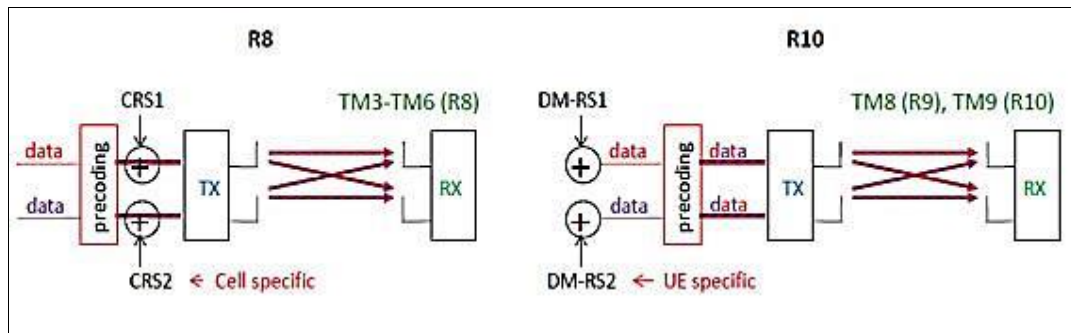 R8
CRS1
TM3-TM6 (R8)
data
data
precoding
+
+
TX
RX
CRS2 ← Cell specific
R10
DM-RS1
TM8 (R9), TM9 (R10)
+
+
data
data
precoding
data
data
TX
RX
DM-RS2 ← UE specific